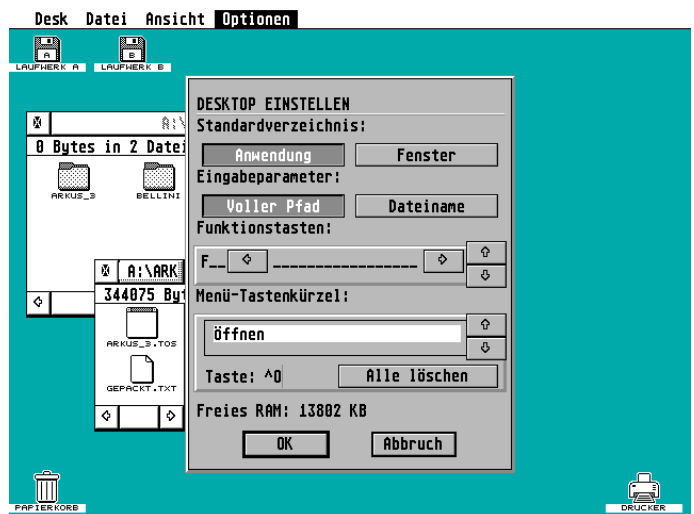 Desk Datei Ansicht Optionen
LAUFWERK A LAUFWERK B
A:\
0 Bytes in 2 Datei
ARKUS_3 BELLINI
A:\ARK
344075 Byt
ARKUS_3.TOS
GEPACKT.TXT
DESKTOP EINSTELLEN
Standardverzeichnis:
Anwendung Fenster
Eingabeparameter:
Voller Pfad Dateiname
Funktionstasten:
F__ __________________
Menü-Tastenkürzel:
Öffnen
Taste: ^O Alle löschen
Freies RAM: 13802 KB
OK Abbruch
PAPIERKORB DRUCKER